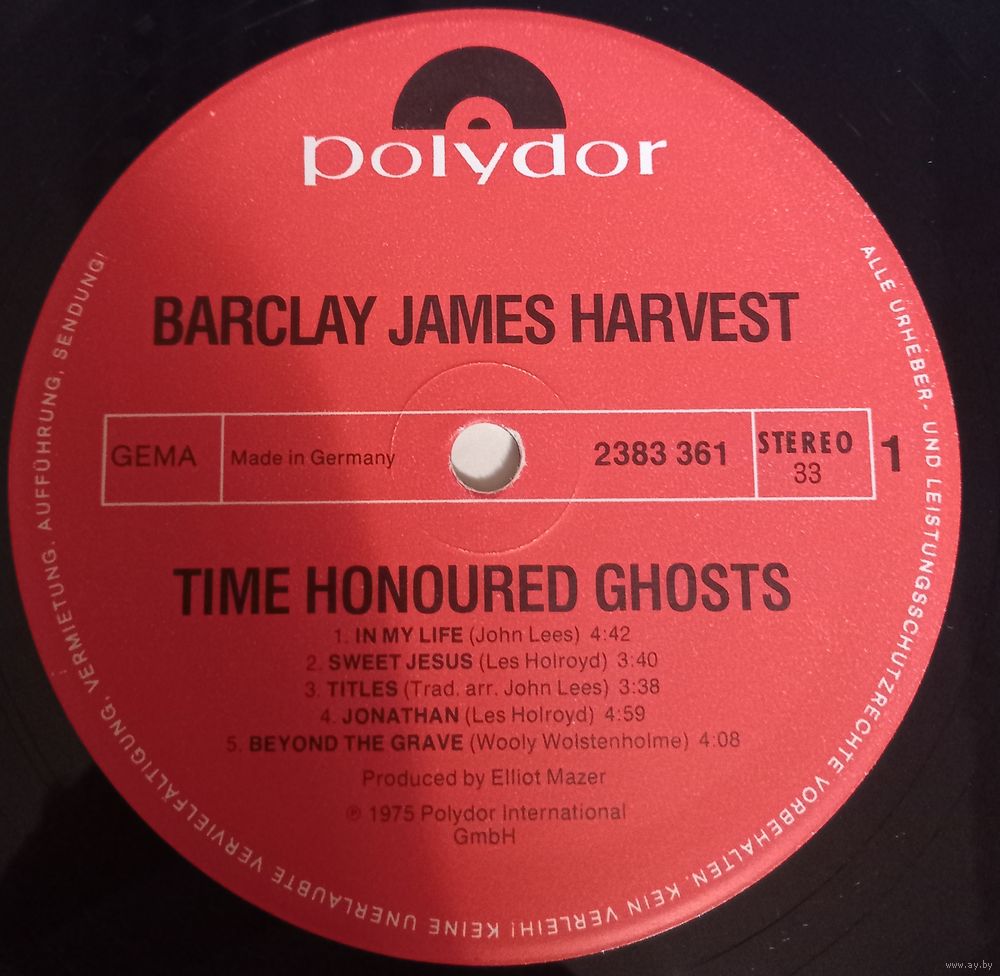 polydor
BARCLAY JAMES HARVEST
GEMA
Made in Germany
2383 361
STEREO
33
1
TIME HONOURED GHOSTS
1. IN MY LIFE (John Lees) 4:42
2. SWEET JESUS (Les Holroyd) 3:40
3. TITLES (Trad. arr. John Lees) 3:38
4. JONATHAN (Les Holroyd) 4:59
5. BEYOND THE GRAVE (Wooly Wolstenholme) 4:08
Produced by Elliot Mazer
℗ 1975 Polydor International
GmbH
ALLE URHEBER- UND LEISTUNGSSCHUTZRECHTE VORBEHALTEN. KEIN VERLEIH! KEINE UNERLAUBTE VERVIELFÄLTIGUNG, VERMIETUNG, AUFFÜHRUNG, SENDUNG!
www.ay.by